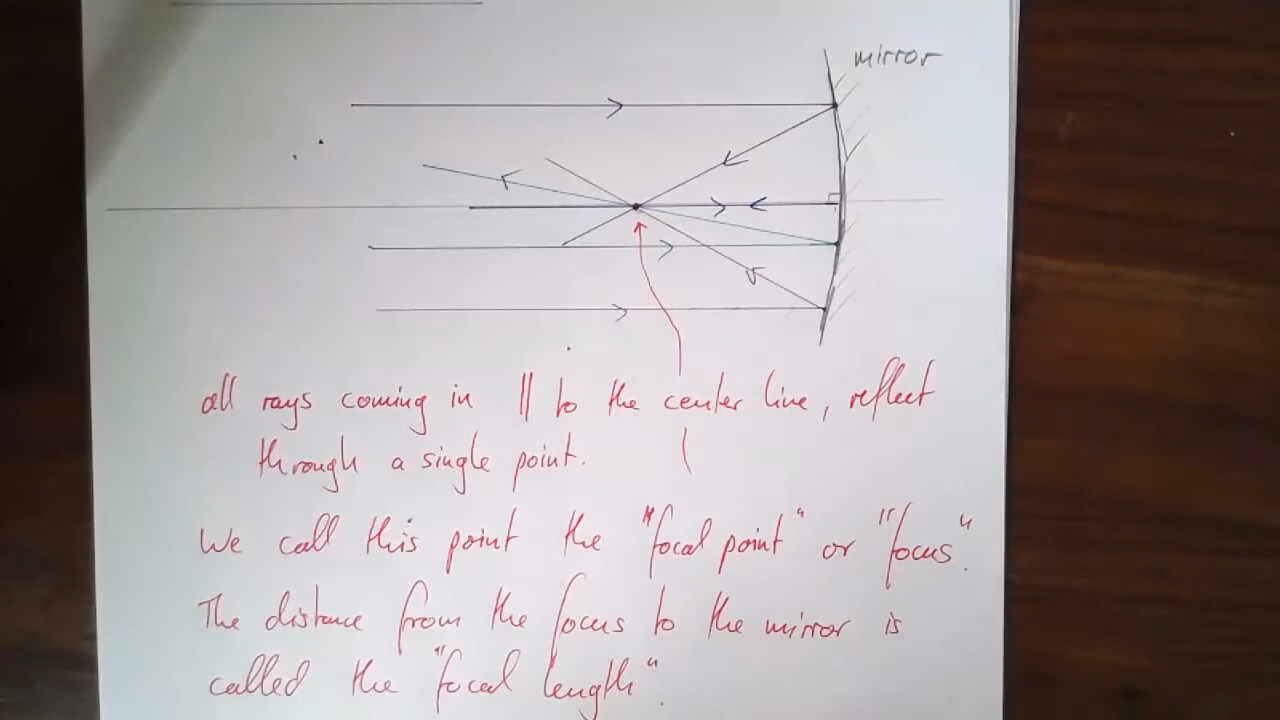 mirror
all rays coming in || to the center line, reflect
through a single point.
We call this point the "focal point" or "focus".
The distance from the focus to the mirror is
called the "focal length".